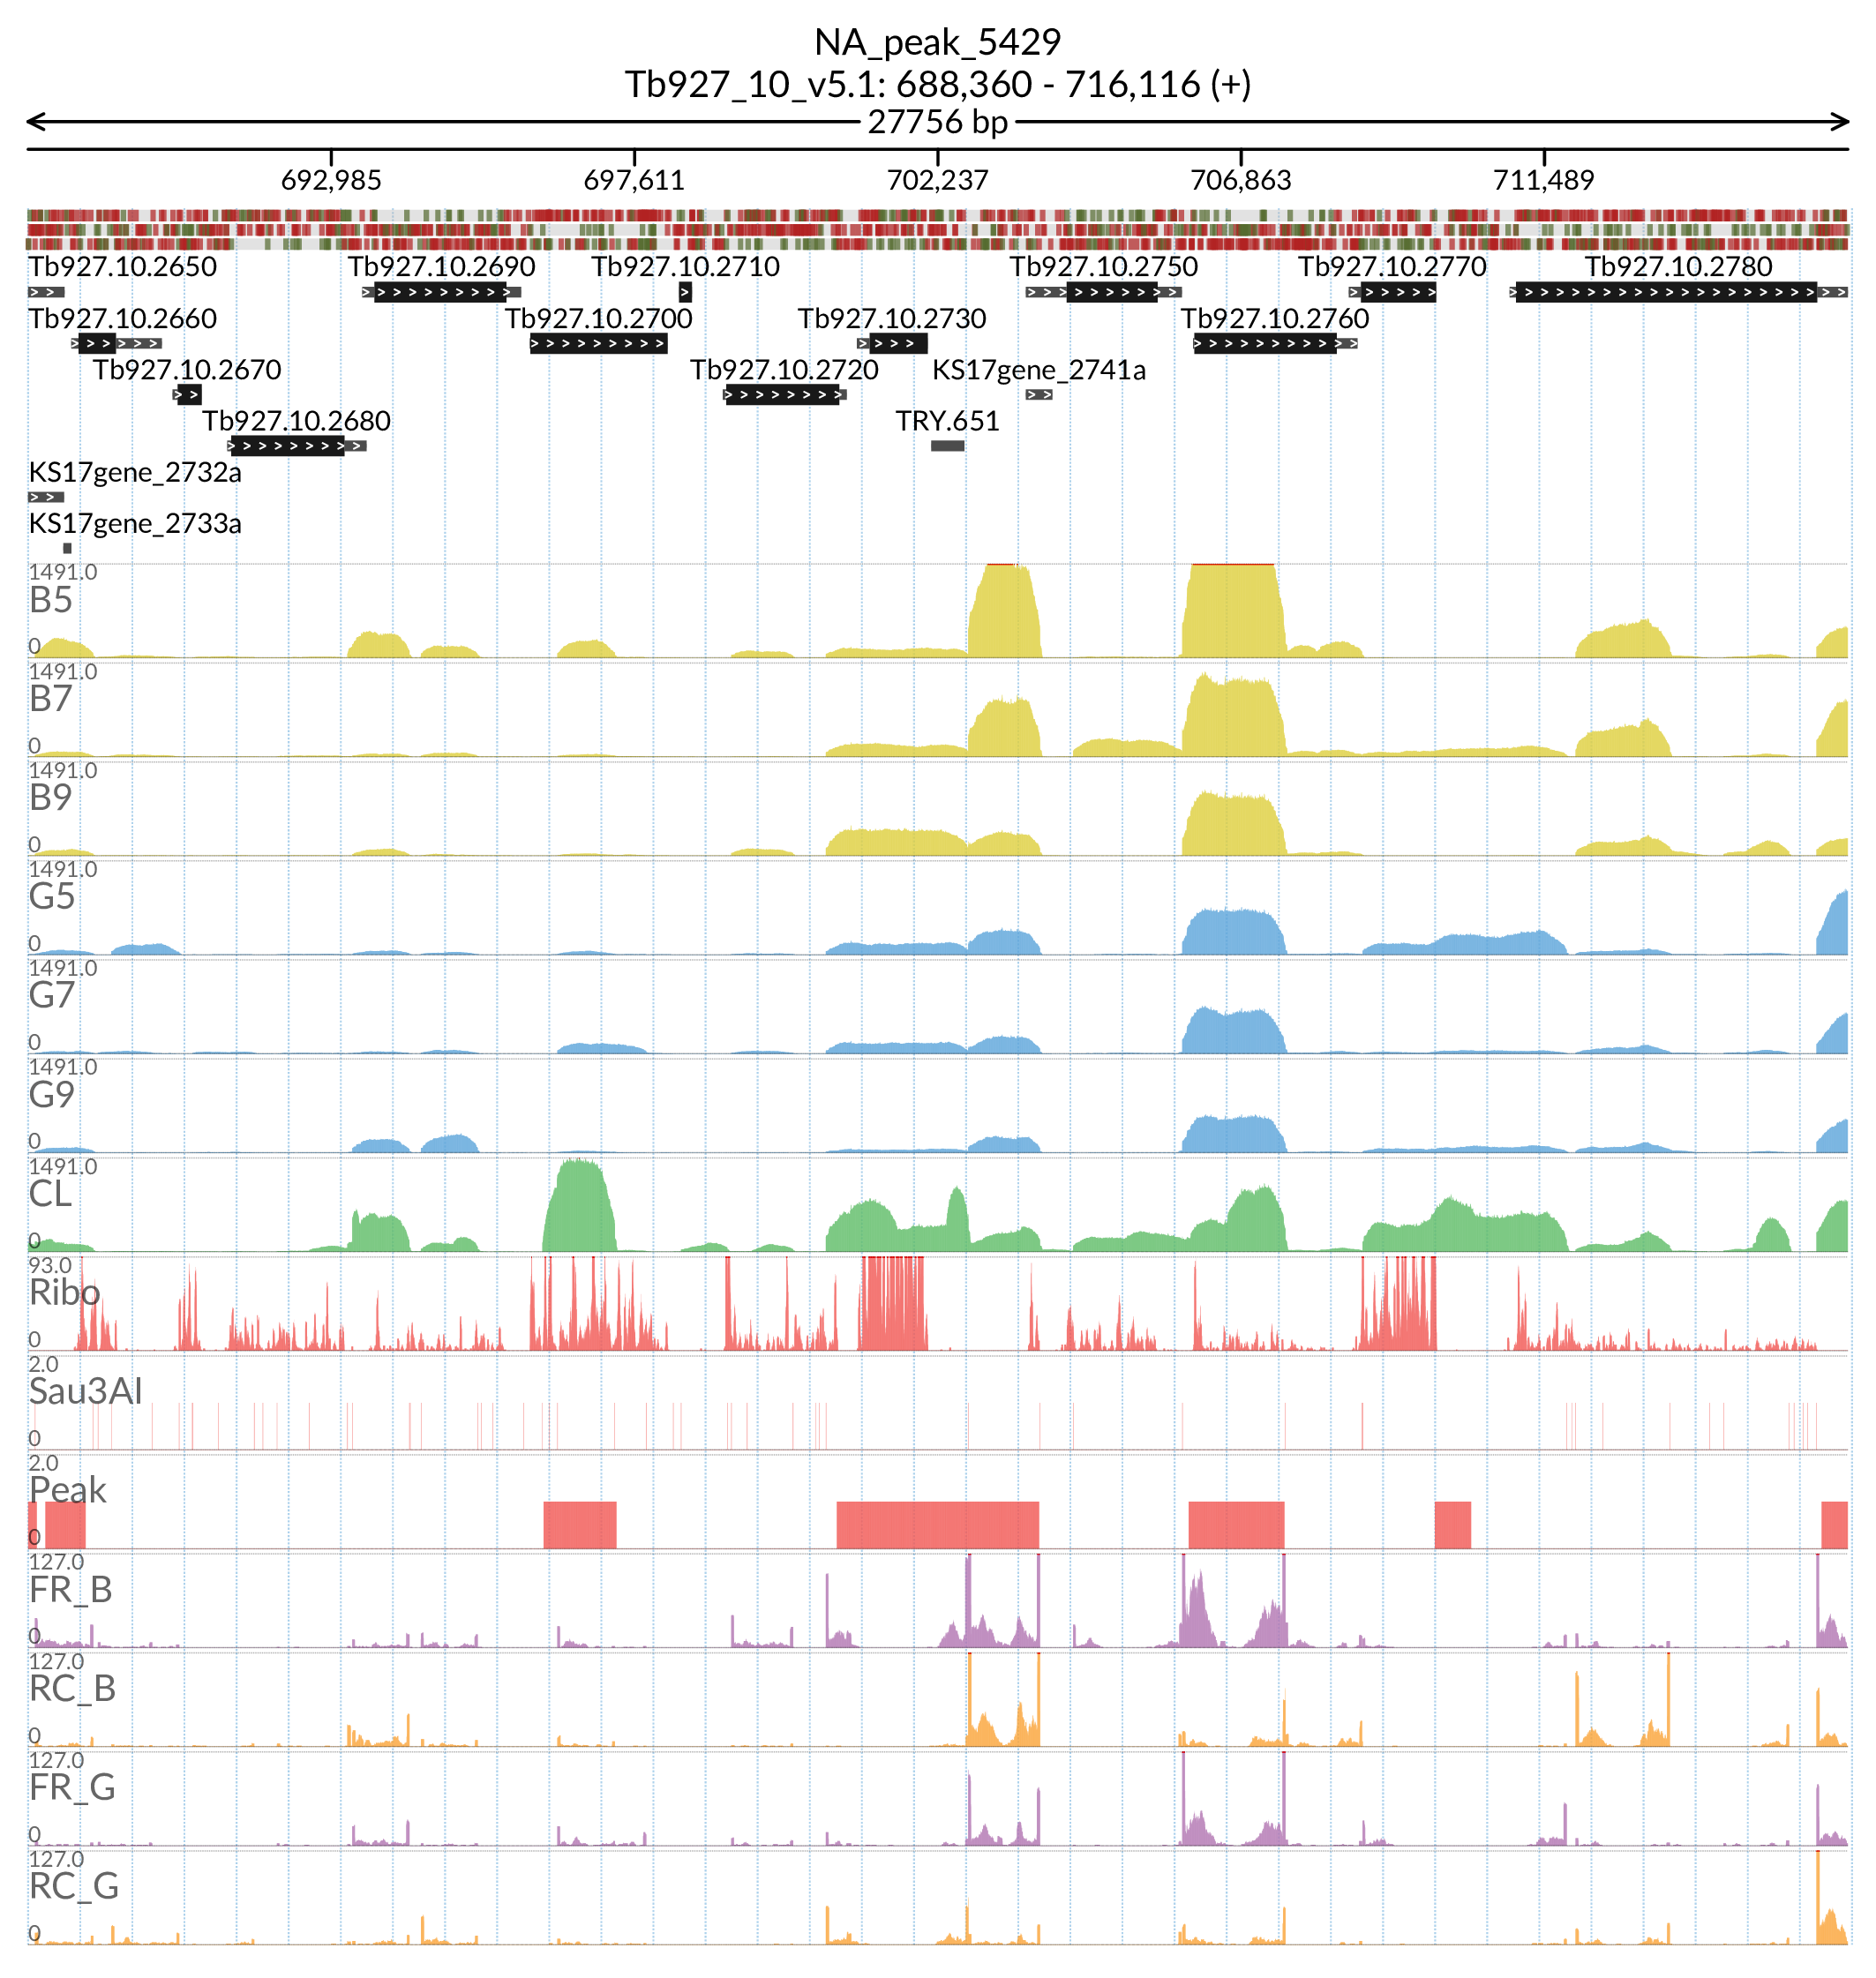 NA_peak_5429
Tb927_10_v5.1: 688,360 - 716,116 (+)
27756 bp
692,985 697,611 702,237 706,863 711,489
Tb927.10.2650 Tb927.10.2690 Tb927.10.2710 Tb927.10.2750 Tb927.10.2770 Tb927.10.2780
Tb927.10.2660 Tb927.10.2700 Tb927.10.2730 Tb927.10.2760
Tb927.10.2670 Tb927.10.2720 KS17gene_2741a
Tb927.10.2680 TRY.651
KS17gene_2732a
KS17gene_2733a
1491.0
B5
0
1491.0
B7
0
1491.0
B9
0
1491.0
G5
0
1491.0
G7
0
1491.0
G9
0
1491.0
CL
0
93.0
Ribo
0
2.0
Sau3AI
0
2.0
Peak
0
127.0
FR_B
0
127.0
RC_B
0
127.0
FR_G
0
127.0
RC_G
0